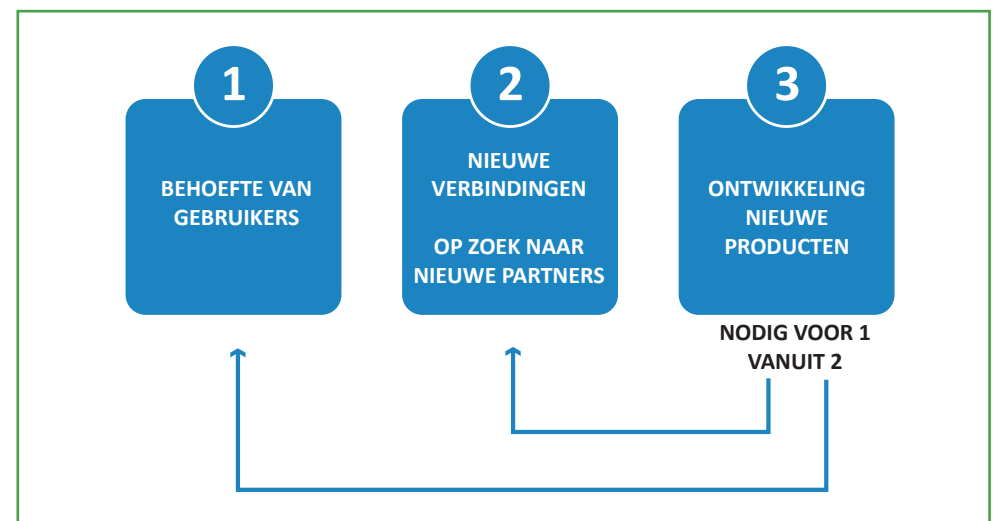 1
BEHOEFTE VAN
GEBRUIKERS
2
NIEUWE
VERBINDINGEN
OP ZOEK NAAR
NIEUWE PARTNERS
3
ONTWIKKELING
NIEUWE
PRODUCTEN
NODIG VOOR 1
VANUIT 2